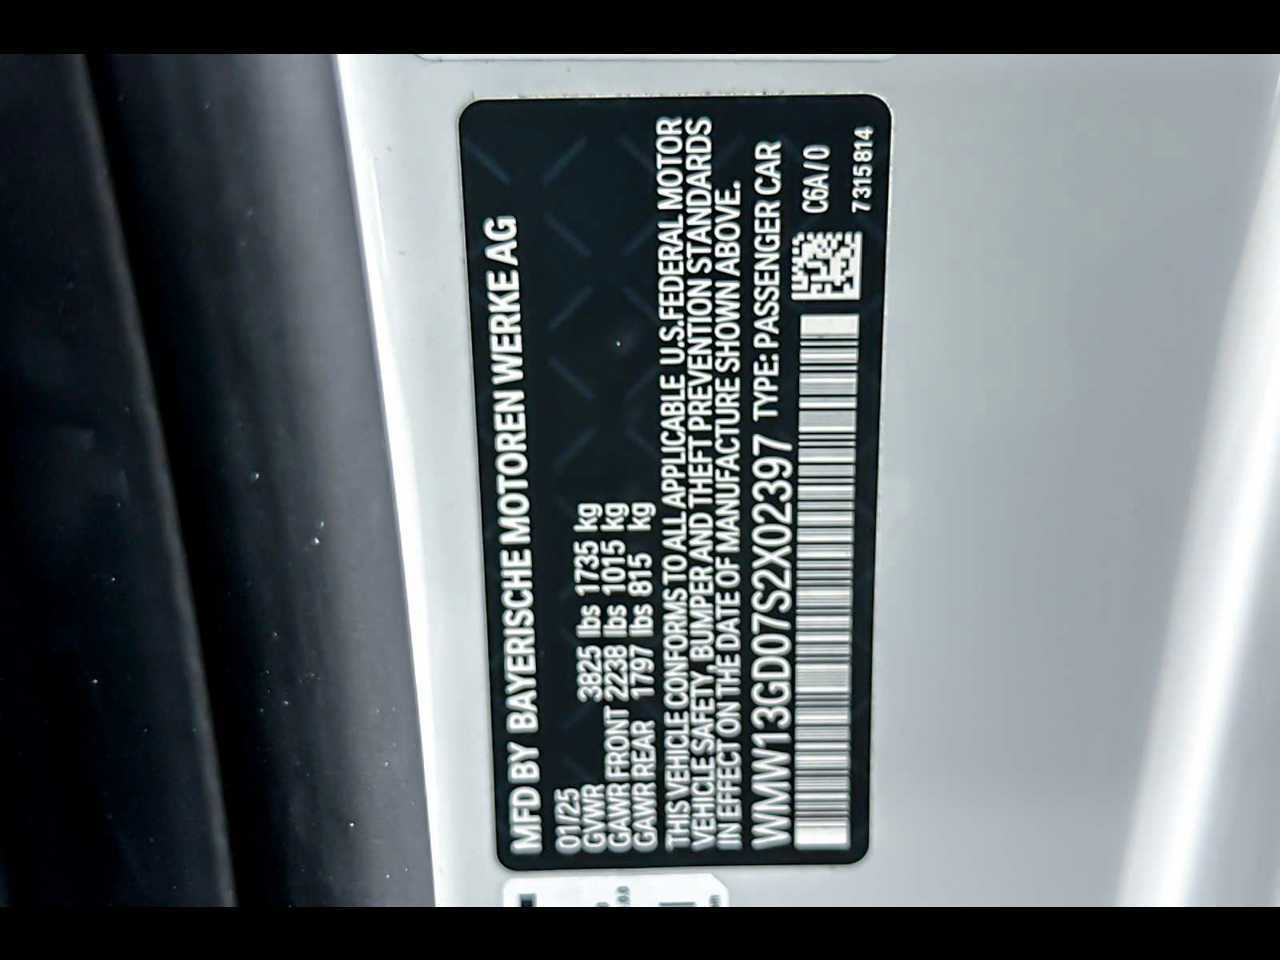 MFD BY BAYERISCHE MOTOREN WERKE AG
01/25
GVWR 3825 lbs 1735 kg
GAWR FRONT 2238 lbs 1015 kg
GAWR REAR 1797 lbs 815 kg
THIS VEHICLE CONFORMS TO ALL APPLICABLE U.S.FEDERAL MOTOR
VEHICLE SAFETY, BUMPER AND THEFT PREVENTION STANDARDS
IN EFFECT ON THE DATE OF MANUFACTURE SHOWN ABOVE.
WMW13GD07S2X02397 TYPE: PASSENGER CAR
C6A/0
7315814